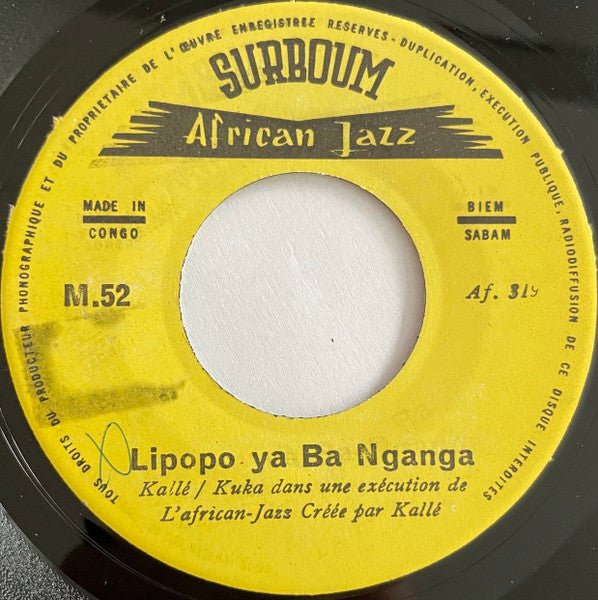 TOUS DROITS DU PRODUCTEUR PHONOGRAPHIQUE ET DU PROPRIETAIRE DE L'ŒUVRE ENREGISTREE RESERVES - DUPLICATION, EXECUTION PUBLIQUE, RADIODIFFUSION DE CE DISQUE INTERDITES
SURBOUM
African Jazz
MADE IN
CONGO
BIEM
SABAM
M.52
Af. 319
Lipopo ya Ba Nganga
Kallé / Kuka dans une exécution de
L'african-Jazz Créée par Kallé